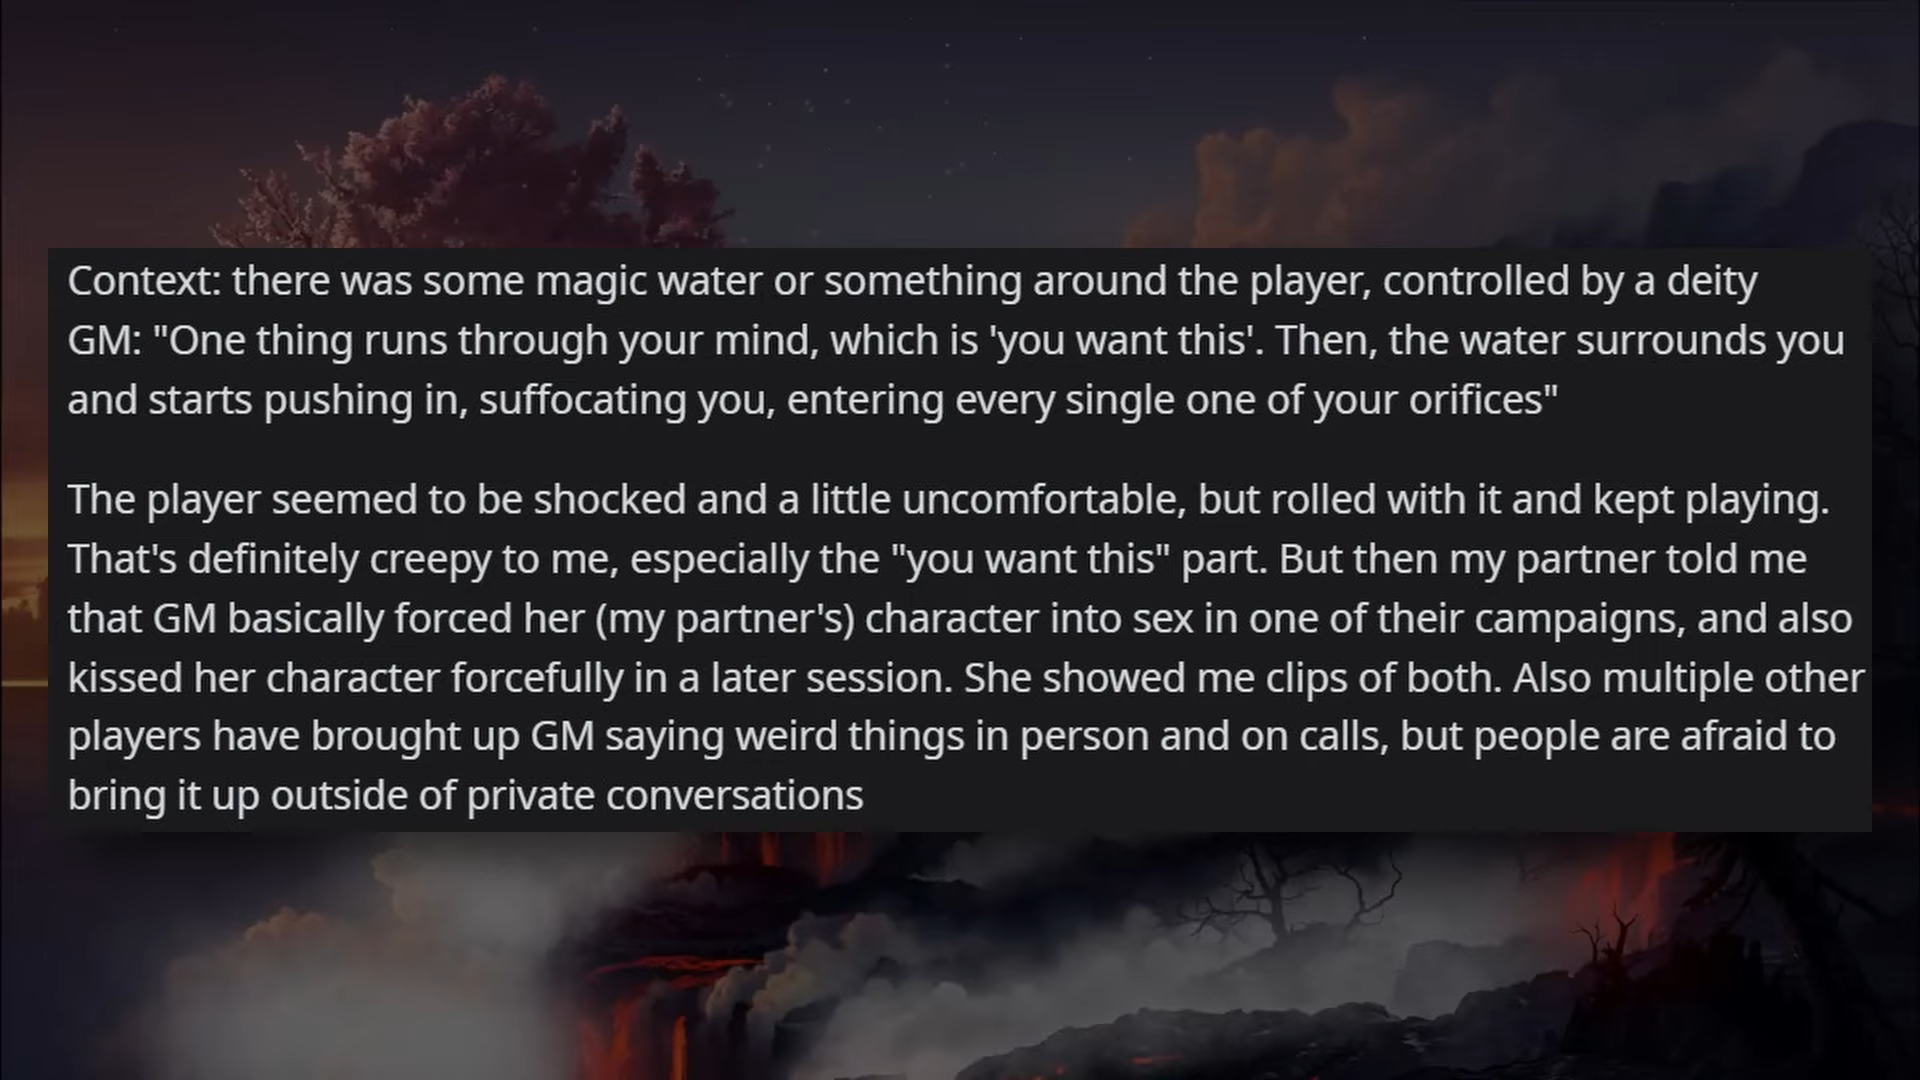 Context: there was some magic water or something around the player, controlled by a deity
GM: "One thing runs through your mind, which is 'you want this'. Then, the water surrounds you
and starts pushing in, suffocating you, entering every single one of your orifices"
The player seemed to be shocked and a little uncomfortable, but rolled with it and kept playing.
That's definitely creepy to me, especially the "you want this" part. But then my partner told me
that GM basically forced her (my partner's) character into sex in one of their campaigns, and also
kissed her character forcefully in a later session. She showed me clips of both. Also multiple other
players have brought up GM saying weird things in person and on calls, but people are afraid to
bring it up outside of private conversations